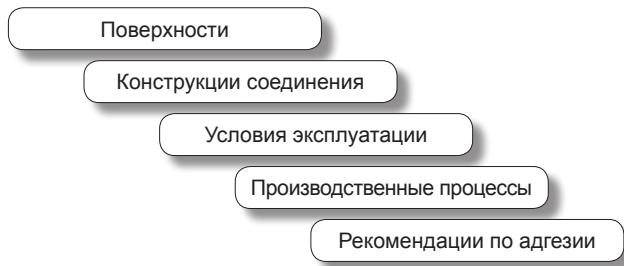 Поверхности
Конструкции соединения
Условия эксплуатации
Производственные процессы
Рекомендации по адгезии